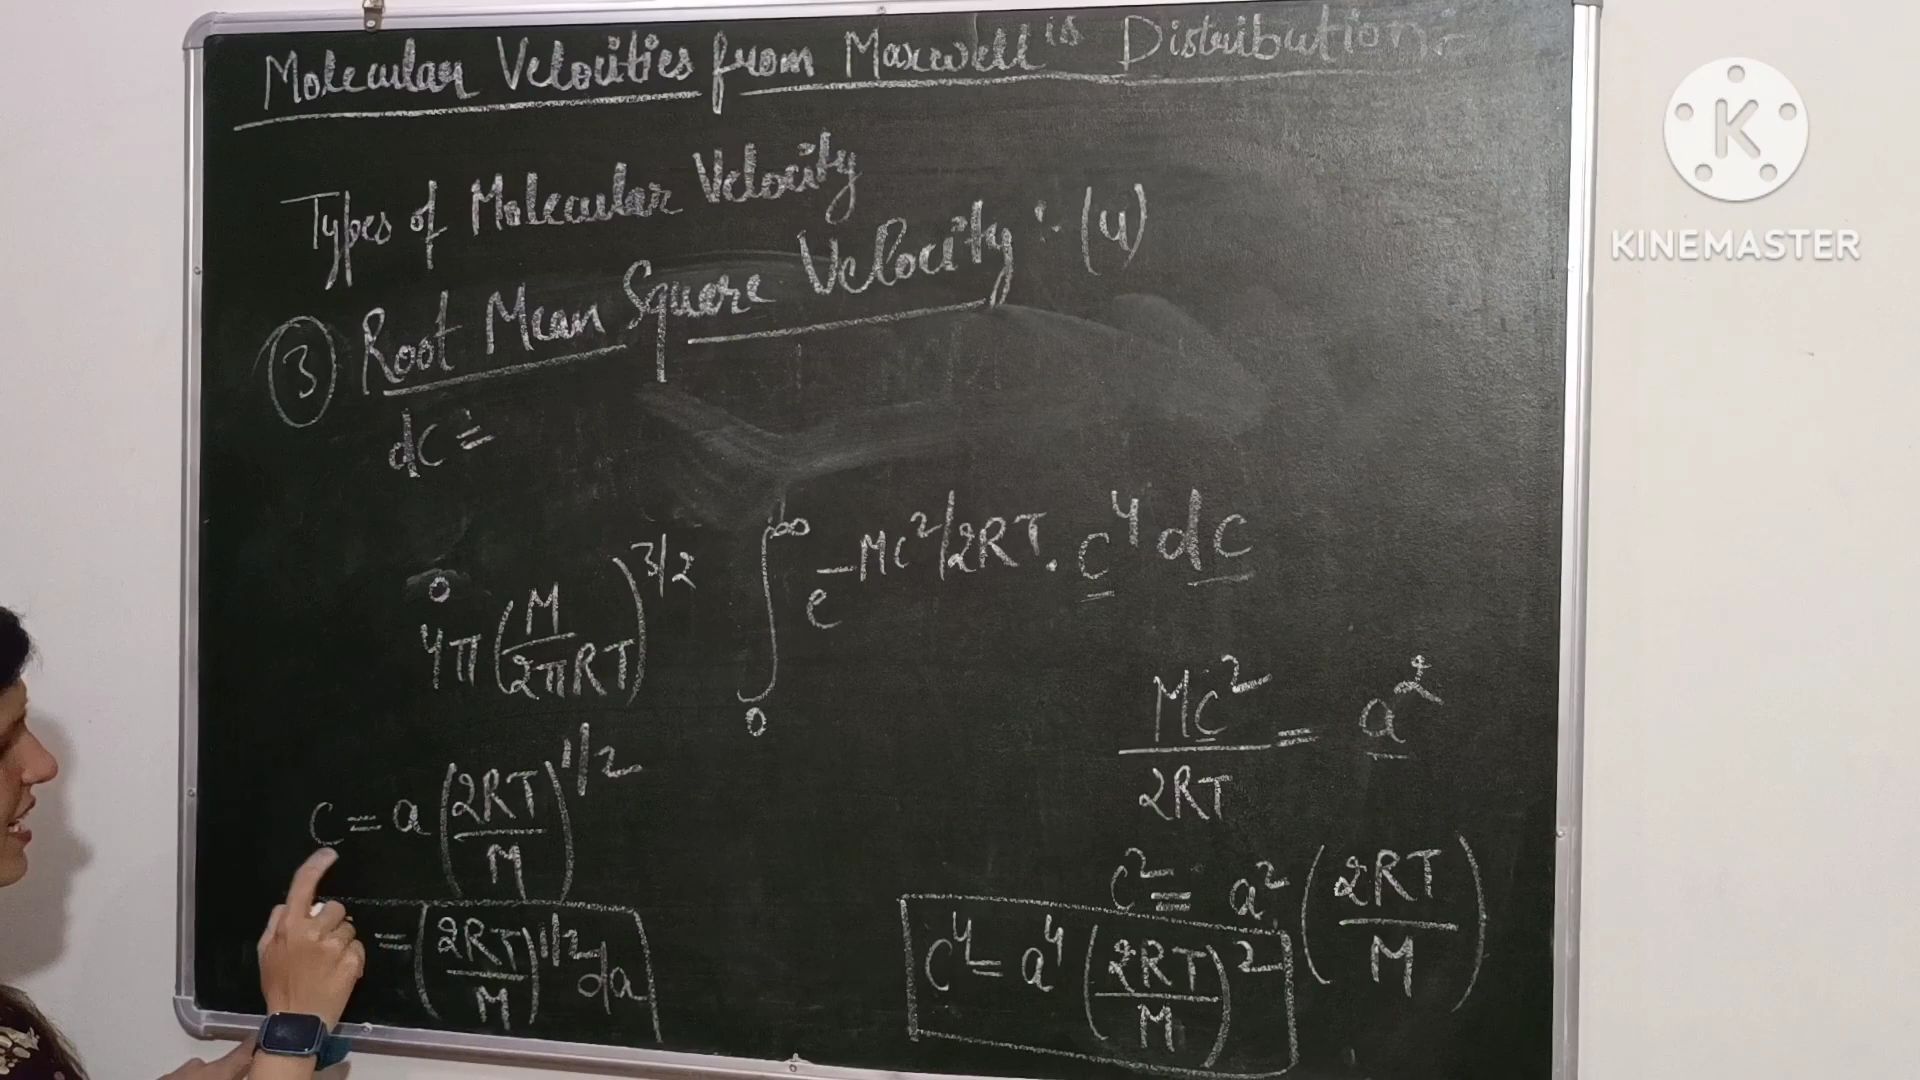 Molecular Velocities from Maxwell's Distribution:-
Types of Molecular Velocity
③ Root Mean Square Velocity :- (u)
dc =
0
4π (M/2πRT)^3/2 ∫₀^∞ e^-Mc²/2RT . c⁴ dc
Mc²/2RT = a²
c = a (2RT/M)^1/2
c² = a² (2RT/M)
= (2RT/M)^1/2 da
c⁴ = a⁴ (2RT/M)²
K
KINEMASTER